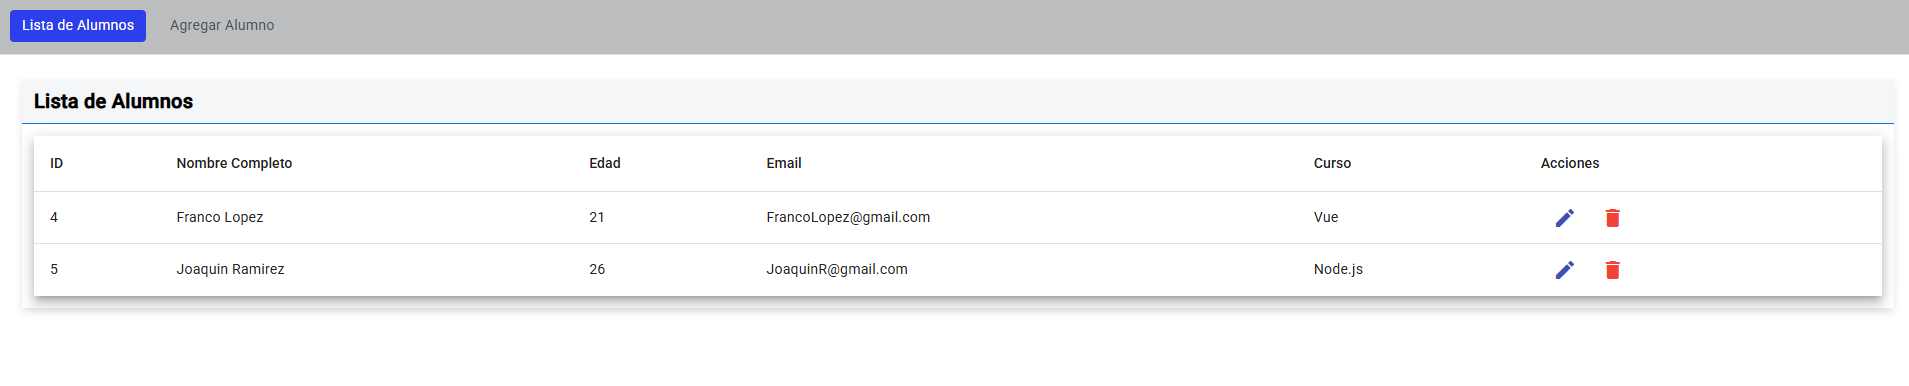 Lista de Alumnos Agregar Alumno
Lista de Alumnos
ID Nombre Completo Edad Email Curso Acciones
4 Franco Lopez 21 FrancoLopez@gmail.com Vue
5 Joaquin Ramirez 26 JoaquinR@gmail.com Node.js